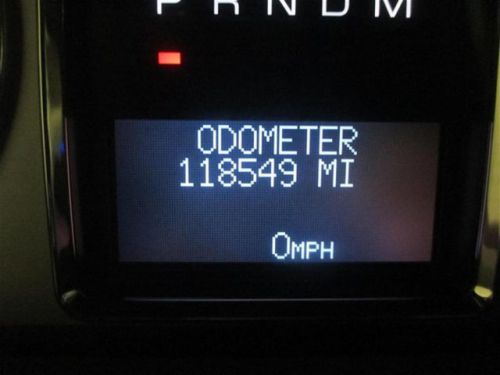 P R N D M
ODOMETER
118549 MI
0MPH